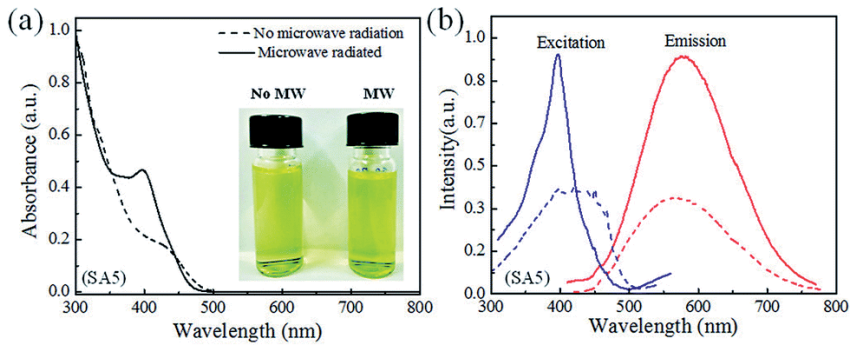 (a)
No microwave radiation
Microwave radiated
No MW
MW
Absorbance (a.u.)
1.0
0.8
0.6
0.4
0.2
0.0
(SA5)
300 400 500 600 700 800
Wavelength (nm)
(b)
Excitation
Emission
Intensity(a.u.)
1.0
0.8
0.5
0.3
0.2
0.0
(SA5)
300 400 500 600 700 800
Wavelength (nm)